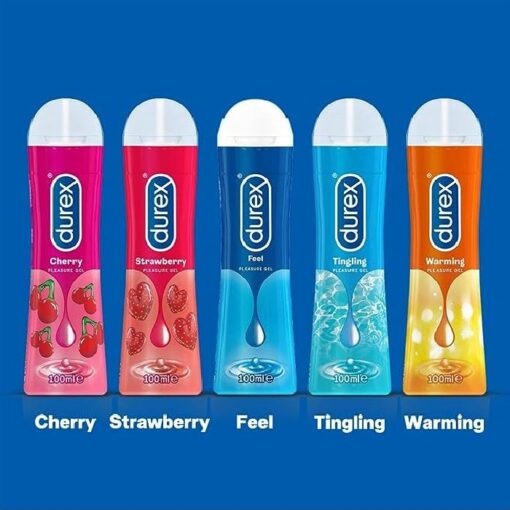 durex®
Cherry
PLEASURE GEL
100ml e
durex®
Strawberry
PLEASURE GEL
100ml e
durex®
Feel
PLEASURE GEL
100ml e
durex®
Tingling
PLEASURE GEL
100ml e
durex®
Warming
PLEASURE GEL
100ml e
Cherry Strawberry Feel Tingling Warming